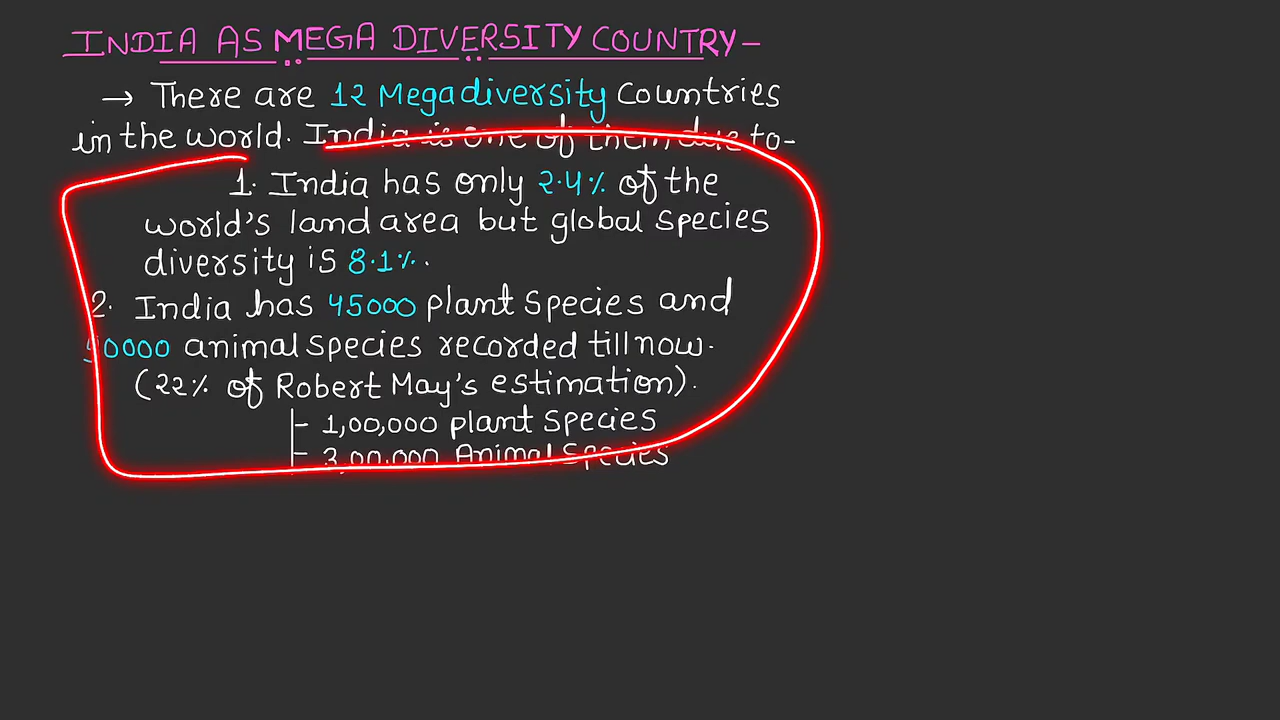 INDIA AS MEGA DIVERSITY COUNTRY-
→ There are 12 Megadiversity Countries
in the world. India is one of them due to-
1. India has only 2.4% of the
world's land area but global species
diversity is 8.1%.
2. India has 45000 plant species and
90000 animal species recorded till now.
(22% of Robert May's estimation).
- 1,00,000 plant species
- 3,00,000 Animal Species